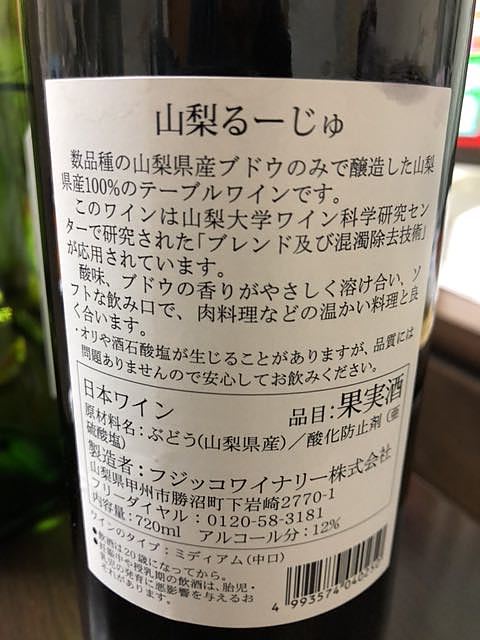 山梨るーじゅ
数品種の山梨県産ブドウのみで醸造した山梨
県産100%のテーブルワインです。
このワインは山梨大学ワイン科学研究セン
ターで研究された「ブレンド及び混濁除去技術」
が応用されています。
酸味、ブドウの香りがやさしく溶け合い、ソ
フトな飲み口で、肉料理などの温かい料理と良
く合います。
・オリや酒石酸塩が生じることがありますが、品質には
問題ありませんので安心してお飲みください。
日本ワイン 品目:果実酒
原材料名:ぶどう(山梨県産)／酸化防止剤(亜
硫酸塩)
製造者:フジッコワイナリー株式会社
山梨県甲州市勝沼町下岩崎2770-1
フリーダイヤル:0120-58-3181
内容量:720ml アルコール分:12%
ワインのタイプ:ミディアム(中口)
●飲酒は20歳になってから。
●妊娠中や授乳期の飲酒は、胎児・
乳児の発育に悪影響を与えるお
それがあります。